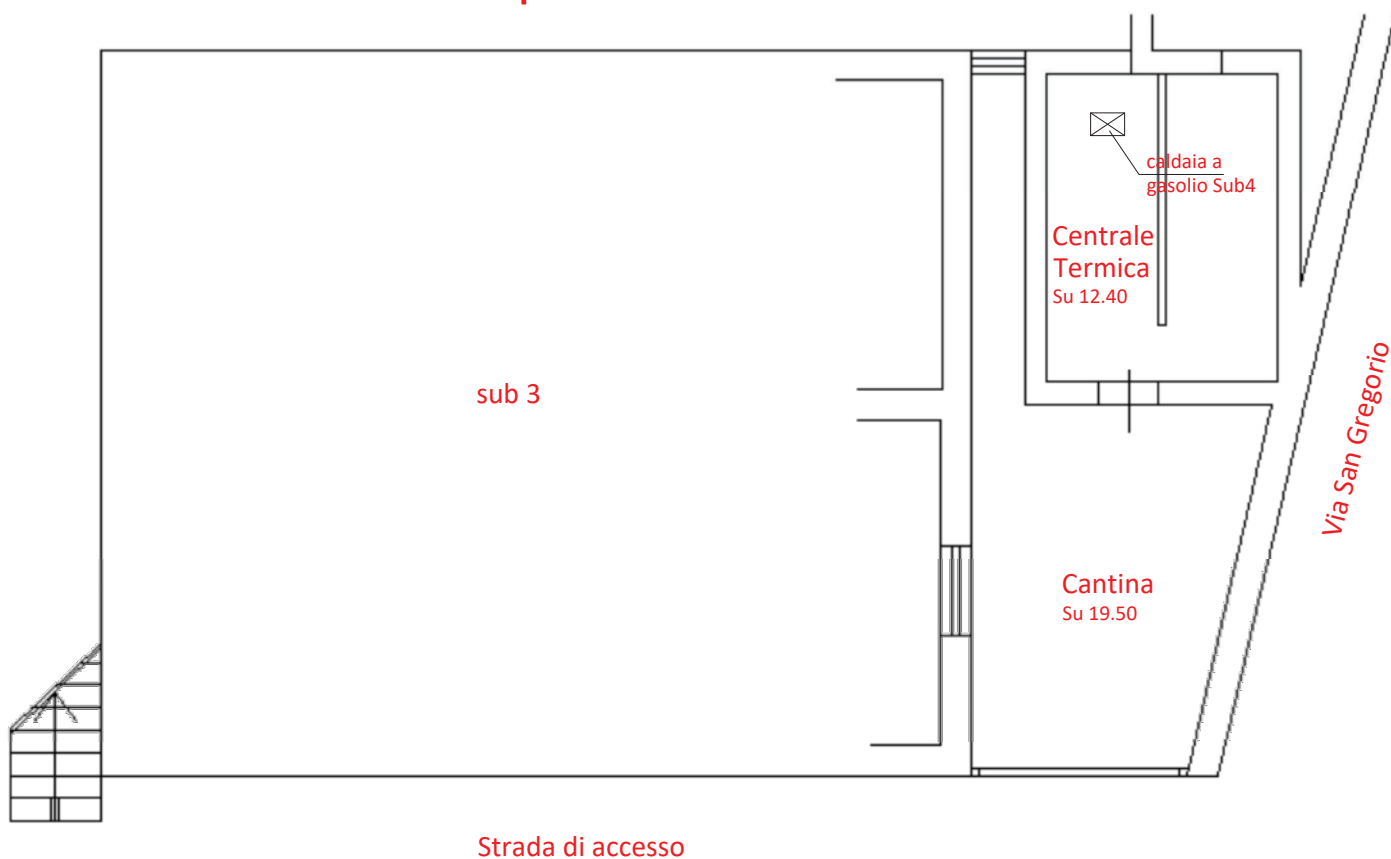 caldaia a
gasolio Sub4
Centrale
Termica
Su 12.40
sub 3
Via San Gregorio
Cantina
Su 19.50
Strada di accesso